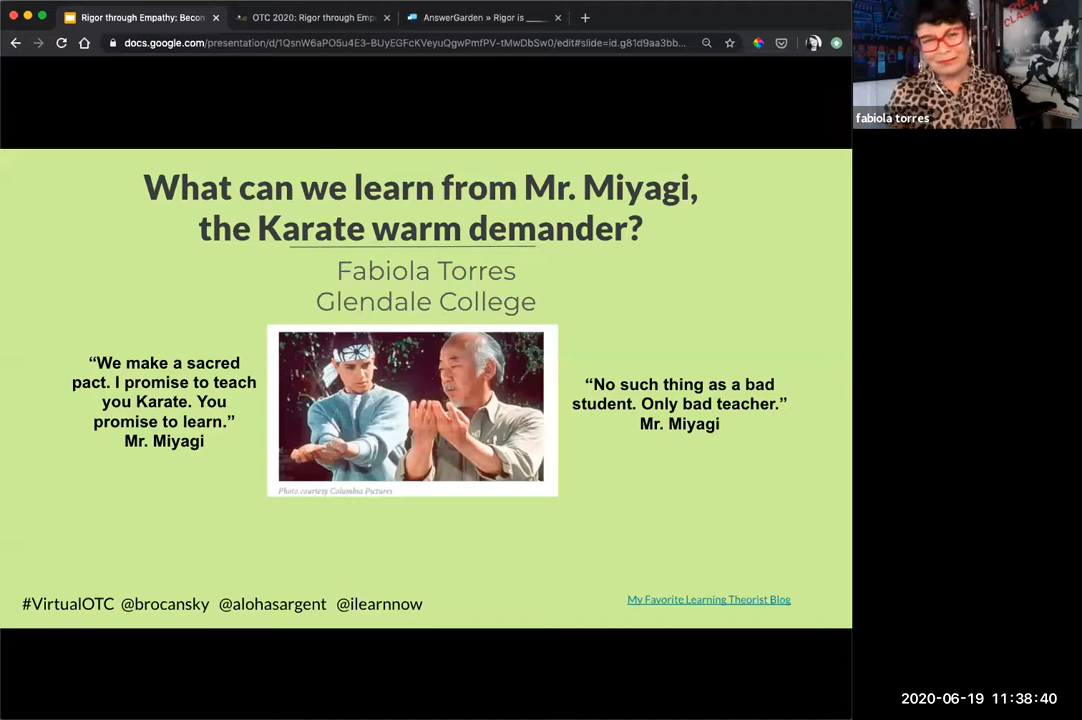 Rigor through Empathy: Becon
OTC 2020: Rigor through Emp
AnswerGarden » Rigor is ____
docs.google.com/presentation/d/1QsnW6aPO5u4E3-BUyEGFcKVeyuQgwPmfPV-tMwDbSw0/edit#slide=id.g81d9aa3bb...
THE CLASH
fabiola torres
What can we learn from Mr. Miyagi,
the Karate warm demander?
Fabiola Torres
Glendale College
“We make a sacred
pact. I promise to teach
you Karate. You
promise to learn.”
Mr. Miyagi
Photo courtesy Columbia Pictures
“No such thing as a bad
student. Only bad teacher.”
Mr. Miyagi
#VirtualOTC @brocansky @alohasargent @ilearnnow
My Favorite Learning Theorist Blog
2020-06-19 11:38:40